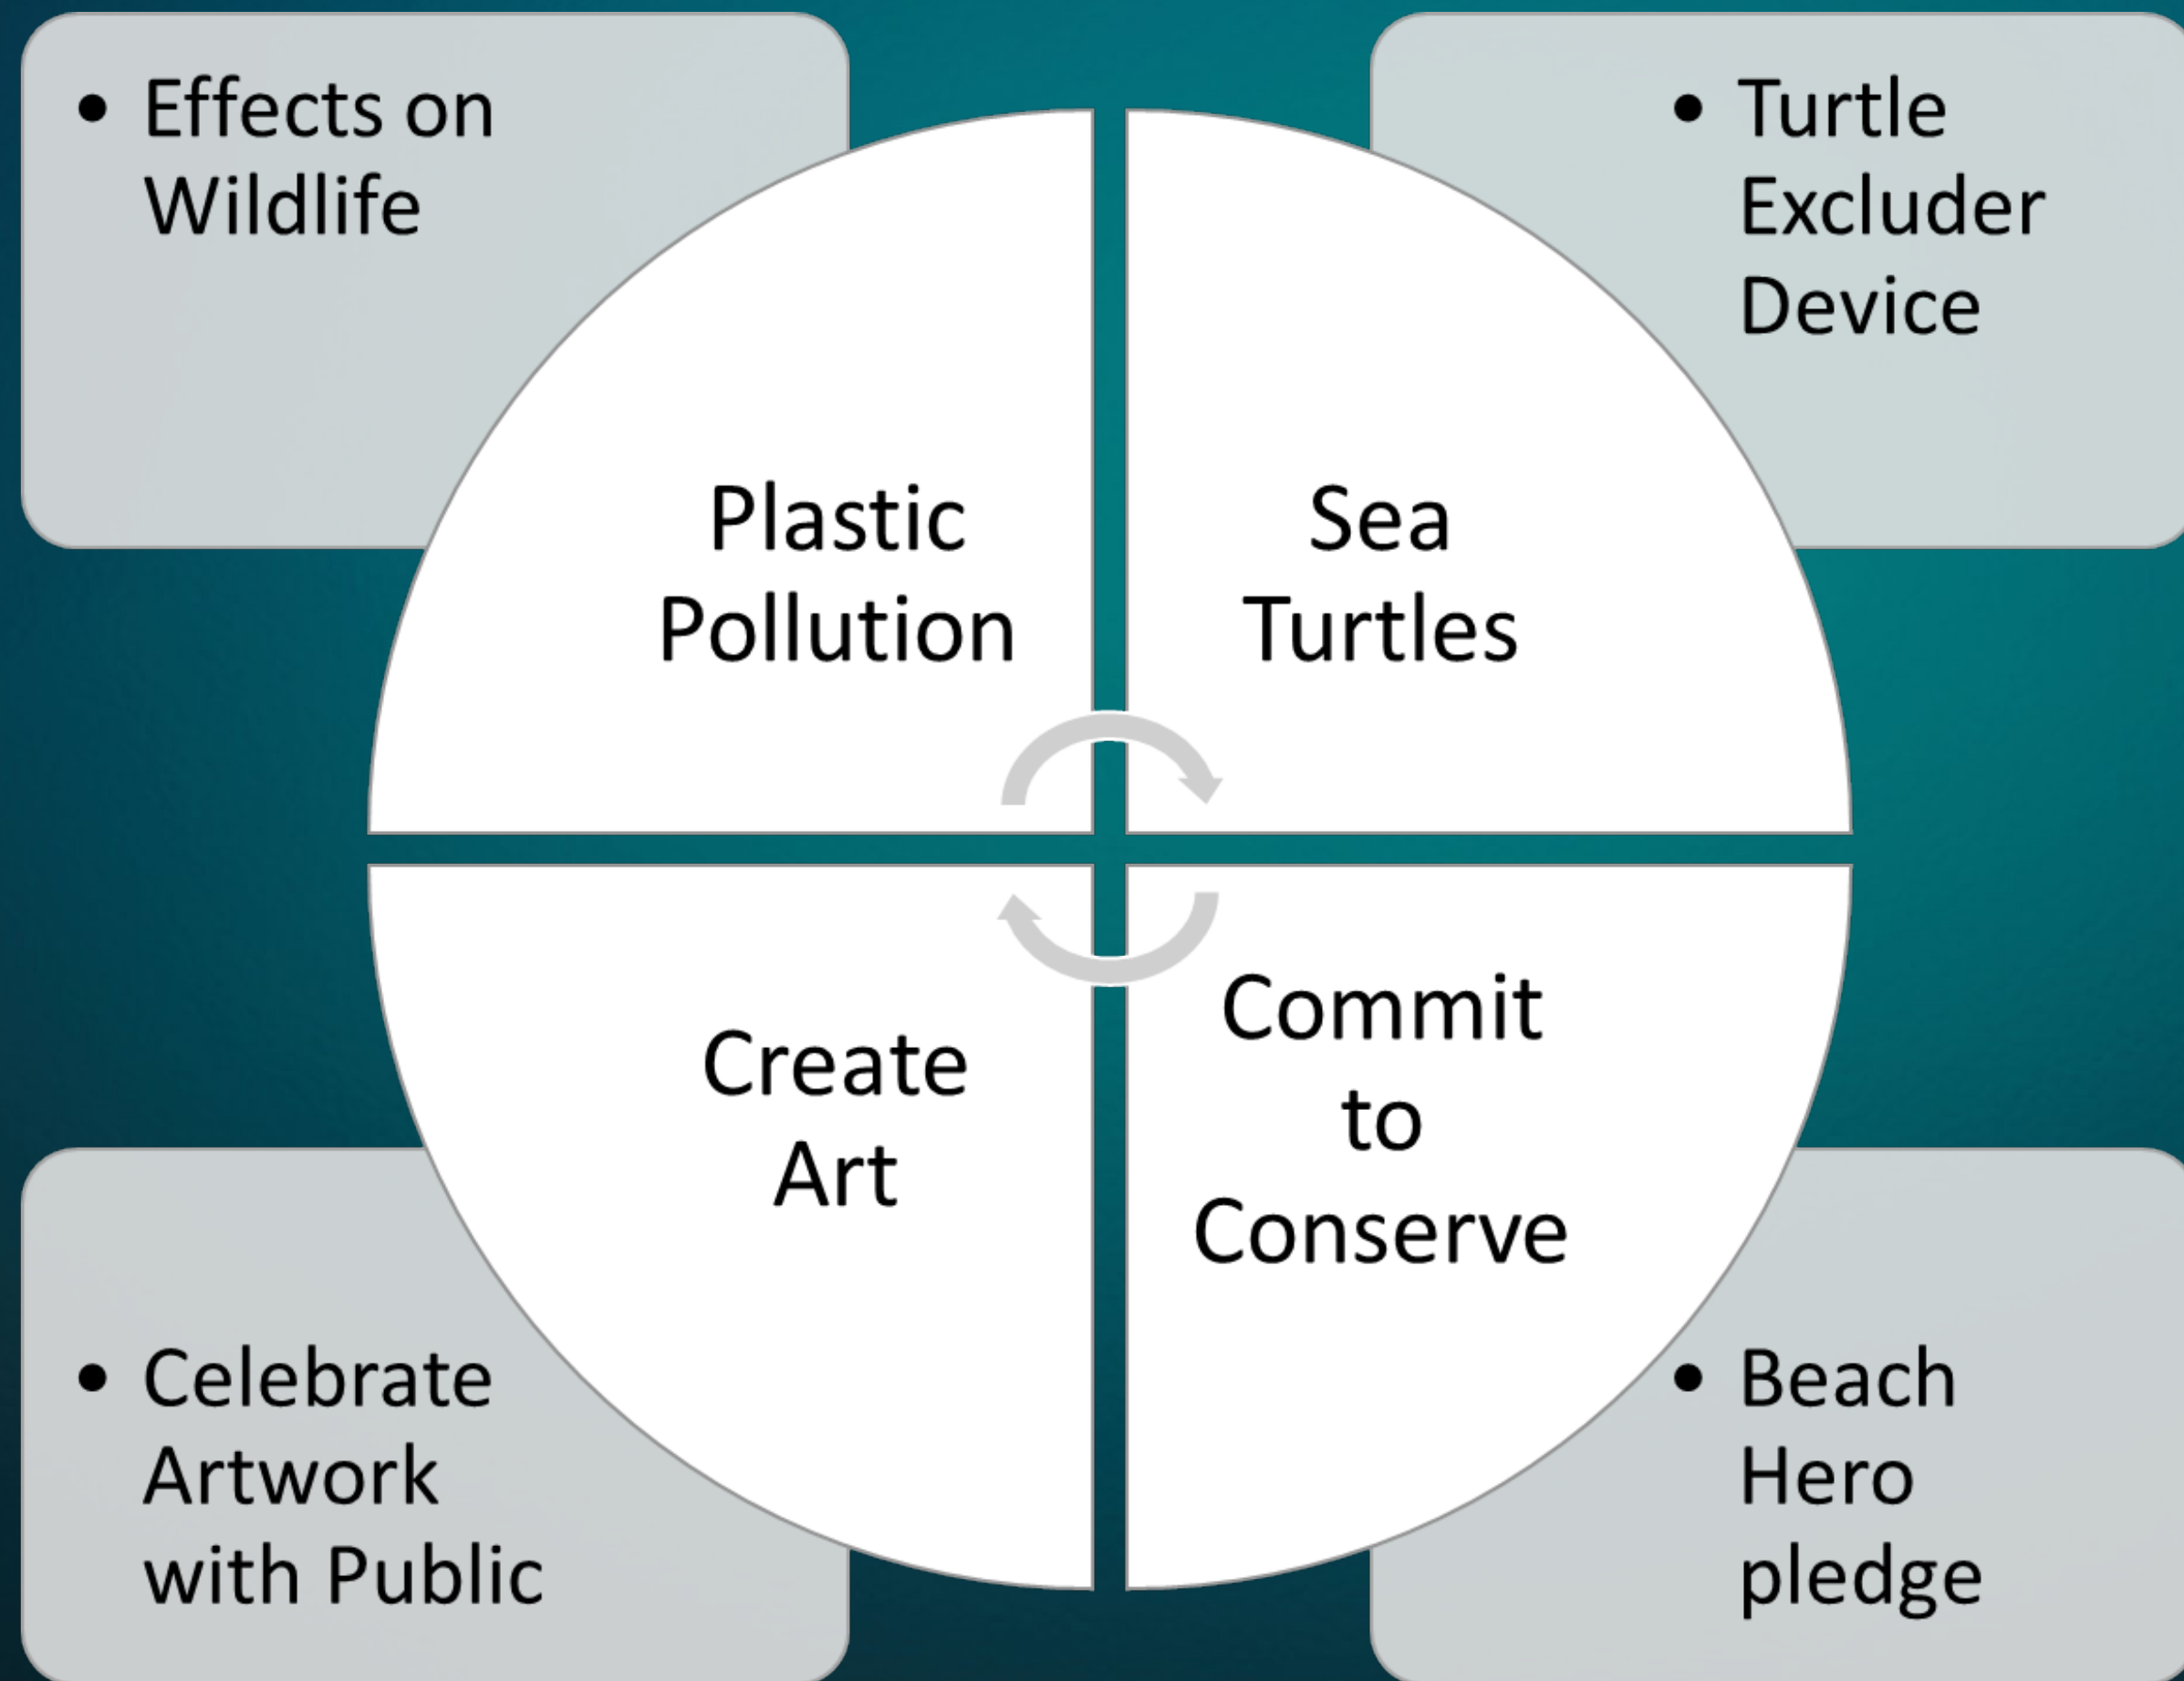 • Effects on
Wildlife
• Turtle
Excluder
Device
Plastic
Pollution
Sea
Turtles
Create
Art
Commit
to
Conserve
• Celebrate
Artwork
with Public
• Beach
Hero
pledge